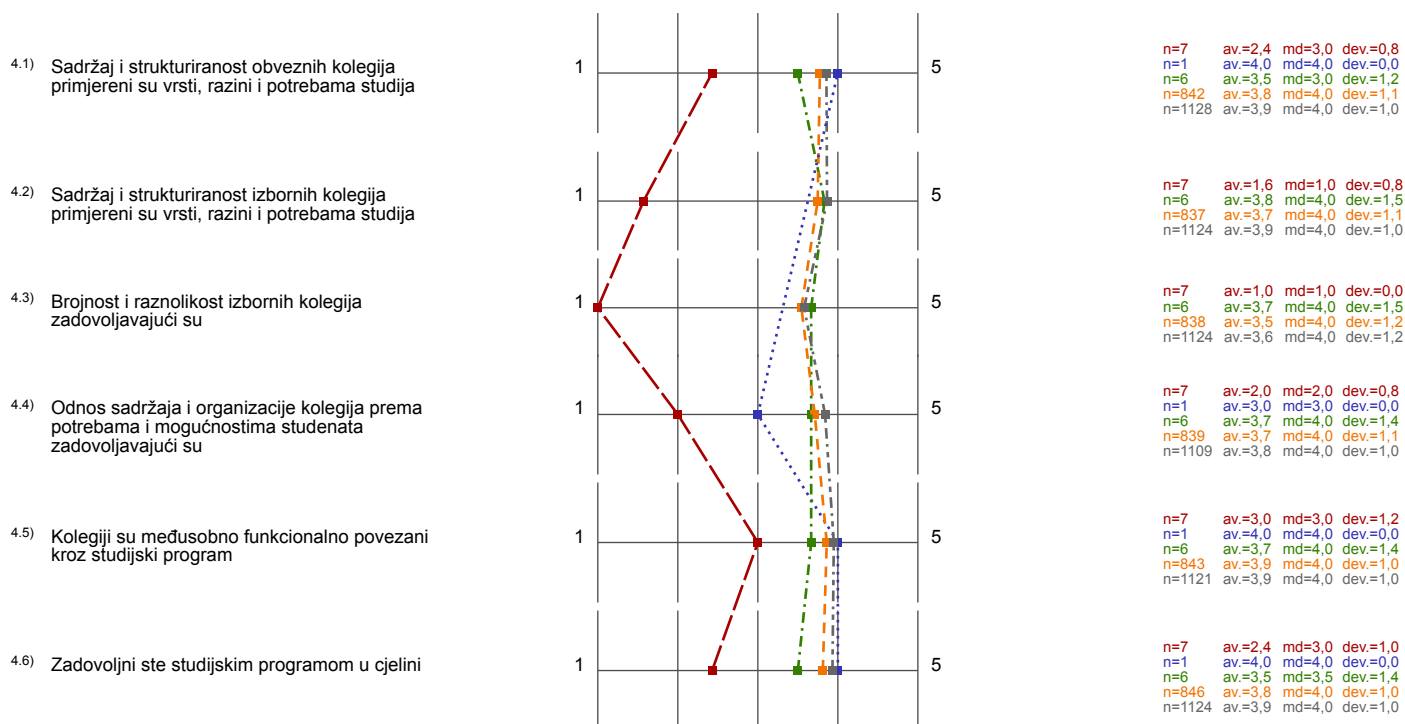 4.1) Sadržaj i strukturiranost obveznih kolegija
primjereni su vrsti, razini i potrebama studija
1 5
n=7 av.=2,4 md=3,0 dev.=0,8
n=1 av.=4,0 md=4,0 dev.=0,0
n=6 av.=3,5 md=3,0 dev.=1,2
n=842 av.=3,8 md=4,0 dev.=1,1
n=1128 av.=3,9 md=4,0 dev.=1,0
4.2) Sadržaj i strukturiranost izbornih kolegija
primjereni su vrsti, razini i potrebama studija
1 5
n=7 av.=1,6 md=1,0 dev.=0,8
n=6 av.=3,8 md=4,0 dev.=1,5
n=837 av.=3,7 md=4,0 dev.=1,1
n=1124 av.=3,9 md=4,0 dev.=1,0
4.3) Brojnost i raznolikost izbornih kolegija
zadovoljavajući su
1 5
n=7 av.=1,0 md=1,0 dev.=0,0
n=6 av.=3,7 md=4,0 dev.=1,5
n=838 av.=3,5 md=4,0 dev.=1,2
n=1124 av.=3,6 md=4,0 dev.=1,2
4.4) Odnos sadržaja i organizacije kolegija prema
potrebama i mogućnostima studenata
zadovoljavajući su
1 5
n=7 av.=2,0 md=2,0 dev.=0,8
n=1 av.=3,0 md=3,0 dev.=0,0
n=6 av.=3,7 md=4,0 dev.=1,4
n=839 av.=3,7 md=4,0 dev.=1,1
n=1109 av.=3,8 md=4,0 dev.=1,0
4.5) Kolegiji su međusobno funkcionalno povezani
kroz studijski program
1 5
n=7 av.=3,0 md=3,0 dev.=1,2
n=1 av.=4,0 md=4,0 dev.=0,0
n=6 av.=3,7 md=4,0 dev.=1,4
n=843 av.=3,9 md=4,0 dev.=1,0
n=1121 av.=3,9 md=4,0 dev.=1,0
4.6) Zadovoljni ste studijskim programom u cjelini
1 5
n=7 av.=2,4 md=3,0 dev.=1,0
n=1 av.=4,0 md=4,0 dev.=0,0
n=6 av.=3,5 md=3,5 dev.=1,4
n=846 av.=3,8 md=4,0 dev.=1,0
n=1124 av.=3,9 md=4,0 dev.=1,0